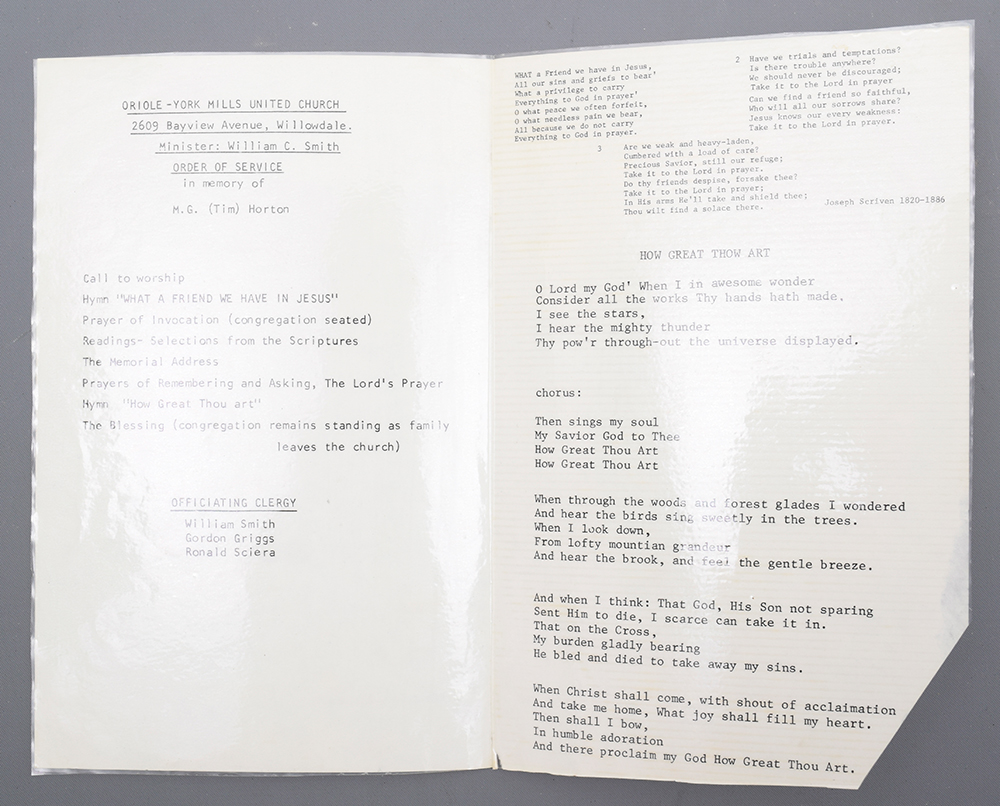 ORIOLE-YORK MILLS UNITED CHURCH
2609 Bayview Avenue, Willowdale.
Minister: William C. Smith
ORDER OF SERVICE
in memory of
M.G. (Tim) Horton
Call to worship
Hymn "WHAT A FRIEND WE HAVE IN JESUS"
Prayer of Invocation (congregation seated)
Readings- Selections from the Scriptures
The Memorial Address
Prayers of Remembering and Asking, The Lord's Prayer
Hymn "How Great Thou art"
The Blessing (congregation remains standing as family
leaves the church)
OFFICIATING CLERGY
William Smith
Gordon Griggs
Ronald Sciera
WHAT a Friend we have in Jesus,
All our sins and griefs to bear'
What a privilege to carry
Everything to God in prayer'
O what peace we often forfeit,
O what needless pain we bear,
All because we do not carry
Everything to God in prayer.
2 Have we trials and temptations?
Is there trouble anywhere?
We should never be discouraged;
Take it to the Lord in prayer
Can we find a friend so faithful,
Who will all our sorrows share?
Jesus knows our every weakness:
Take it to the Lord in prayer.
3 Are we weak and heavy-laden,
Cumbered with a load of care?
Precious Savior, still our refuge;
Take it to the Lord in prayer.
Do thy friends despise, forsake thee?
Take it to the Lord in prayer;
In His arms He'll take and shield thee;
Thou wilt find a solace there.
Joseph Scriven 1820-1886
HOW GREAT THOW ART
O Lord my God' When I in awesome wonder
Consider all the works Thy hands hath made.
I see the stars,
I hear the mighty thunder
Thy pow'r through-out the universe displayed.
chorus:
Then sings my soul
My Savior God to Thee
How Great Thou Art
How Great Thou Art
When through the woods and forest glades I wondered
And hear the birds sing sweetly in the trees.
When I look down,
From lofty mountian grandeur
And hear the brook, and feel the gentle breeze.
And when I think: That God, His Son not sparing
Sent Him to die, I scarce can take it in.
That on the Cross,
My burden gladly bearing
He bled and died to take away my sins.
When Christ shall come, with shout of acclaimation
And take me home, What joy shall fill my heart.
Then shall I bow,
In humble adoration
And there proclaim my God How Great Thou Art.